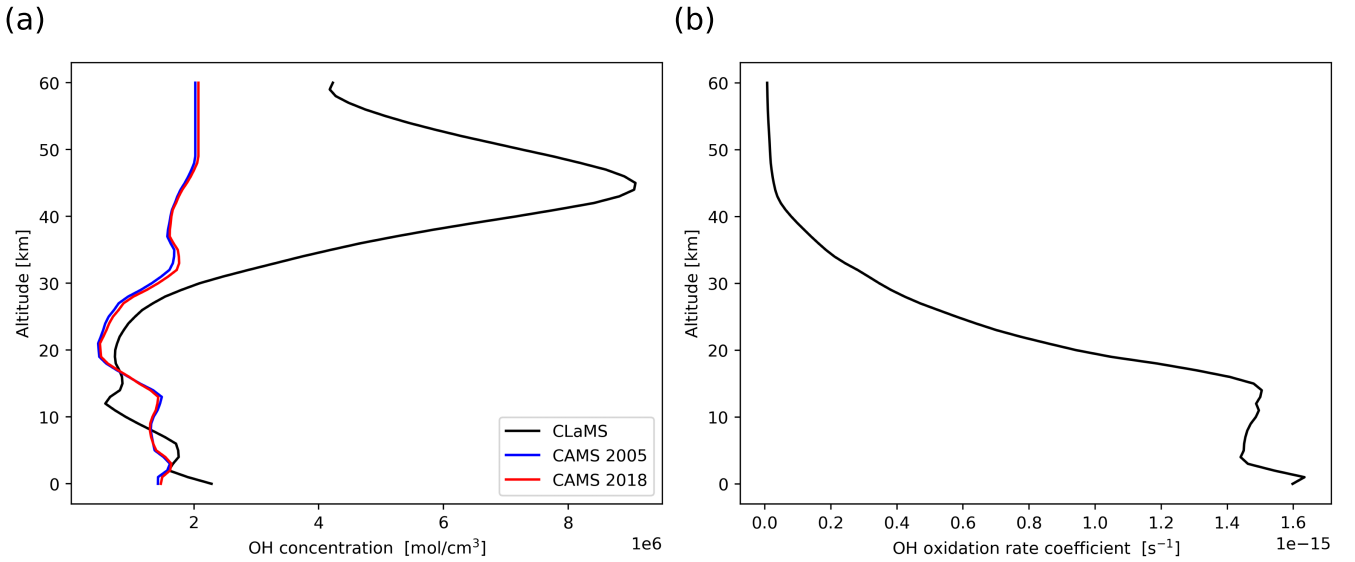 (a)
60
50
40
30
20
10
0
Altitude [km]
2
4
6
8
1e6
OH concentration [mol/cm³]
CLaMS
CAMS 2005
CAMS 2018
(b)
60
50
40
30
20
10
0
Altitude [km]
0.0
0.2
0.4
0.6
0.8
1.0
1.2
1.4
1.6
1e−15
OH oxidation rate coefficient [s⁻¹]